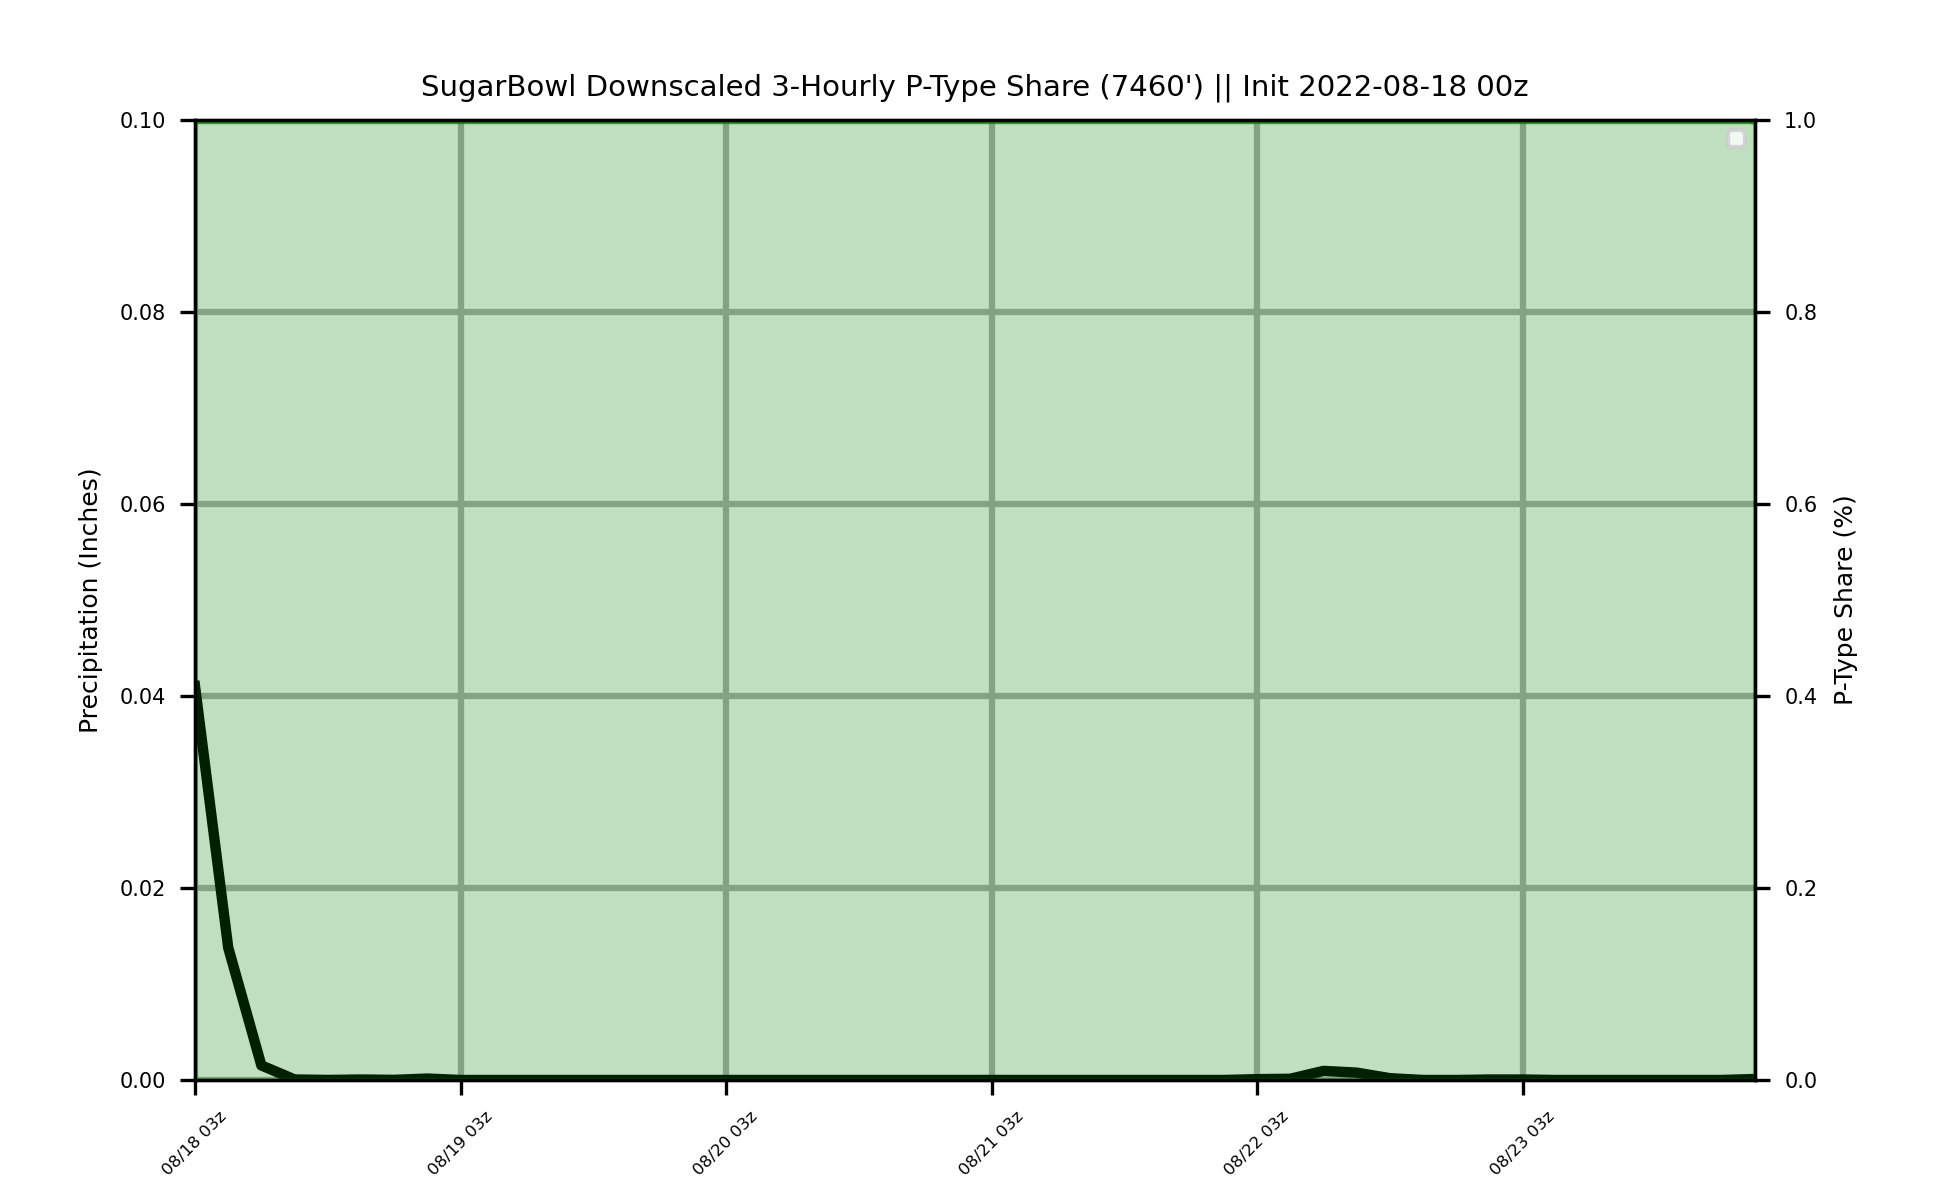 SugarBowl Downscaled 3-Hourly P-Type Share (7460') || Init 2022-08-18 00z
Precipitation (Inches)
0.10
0.08
0.06
0.04
0.02
0.00
1.0
0.8
0.6
0.4
0.2
0.0
P-Type Share (%)
08/18 03z
08/19 03z
08/20 03z
08/21 03z
08/22 03z
08/23 03z